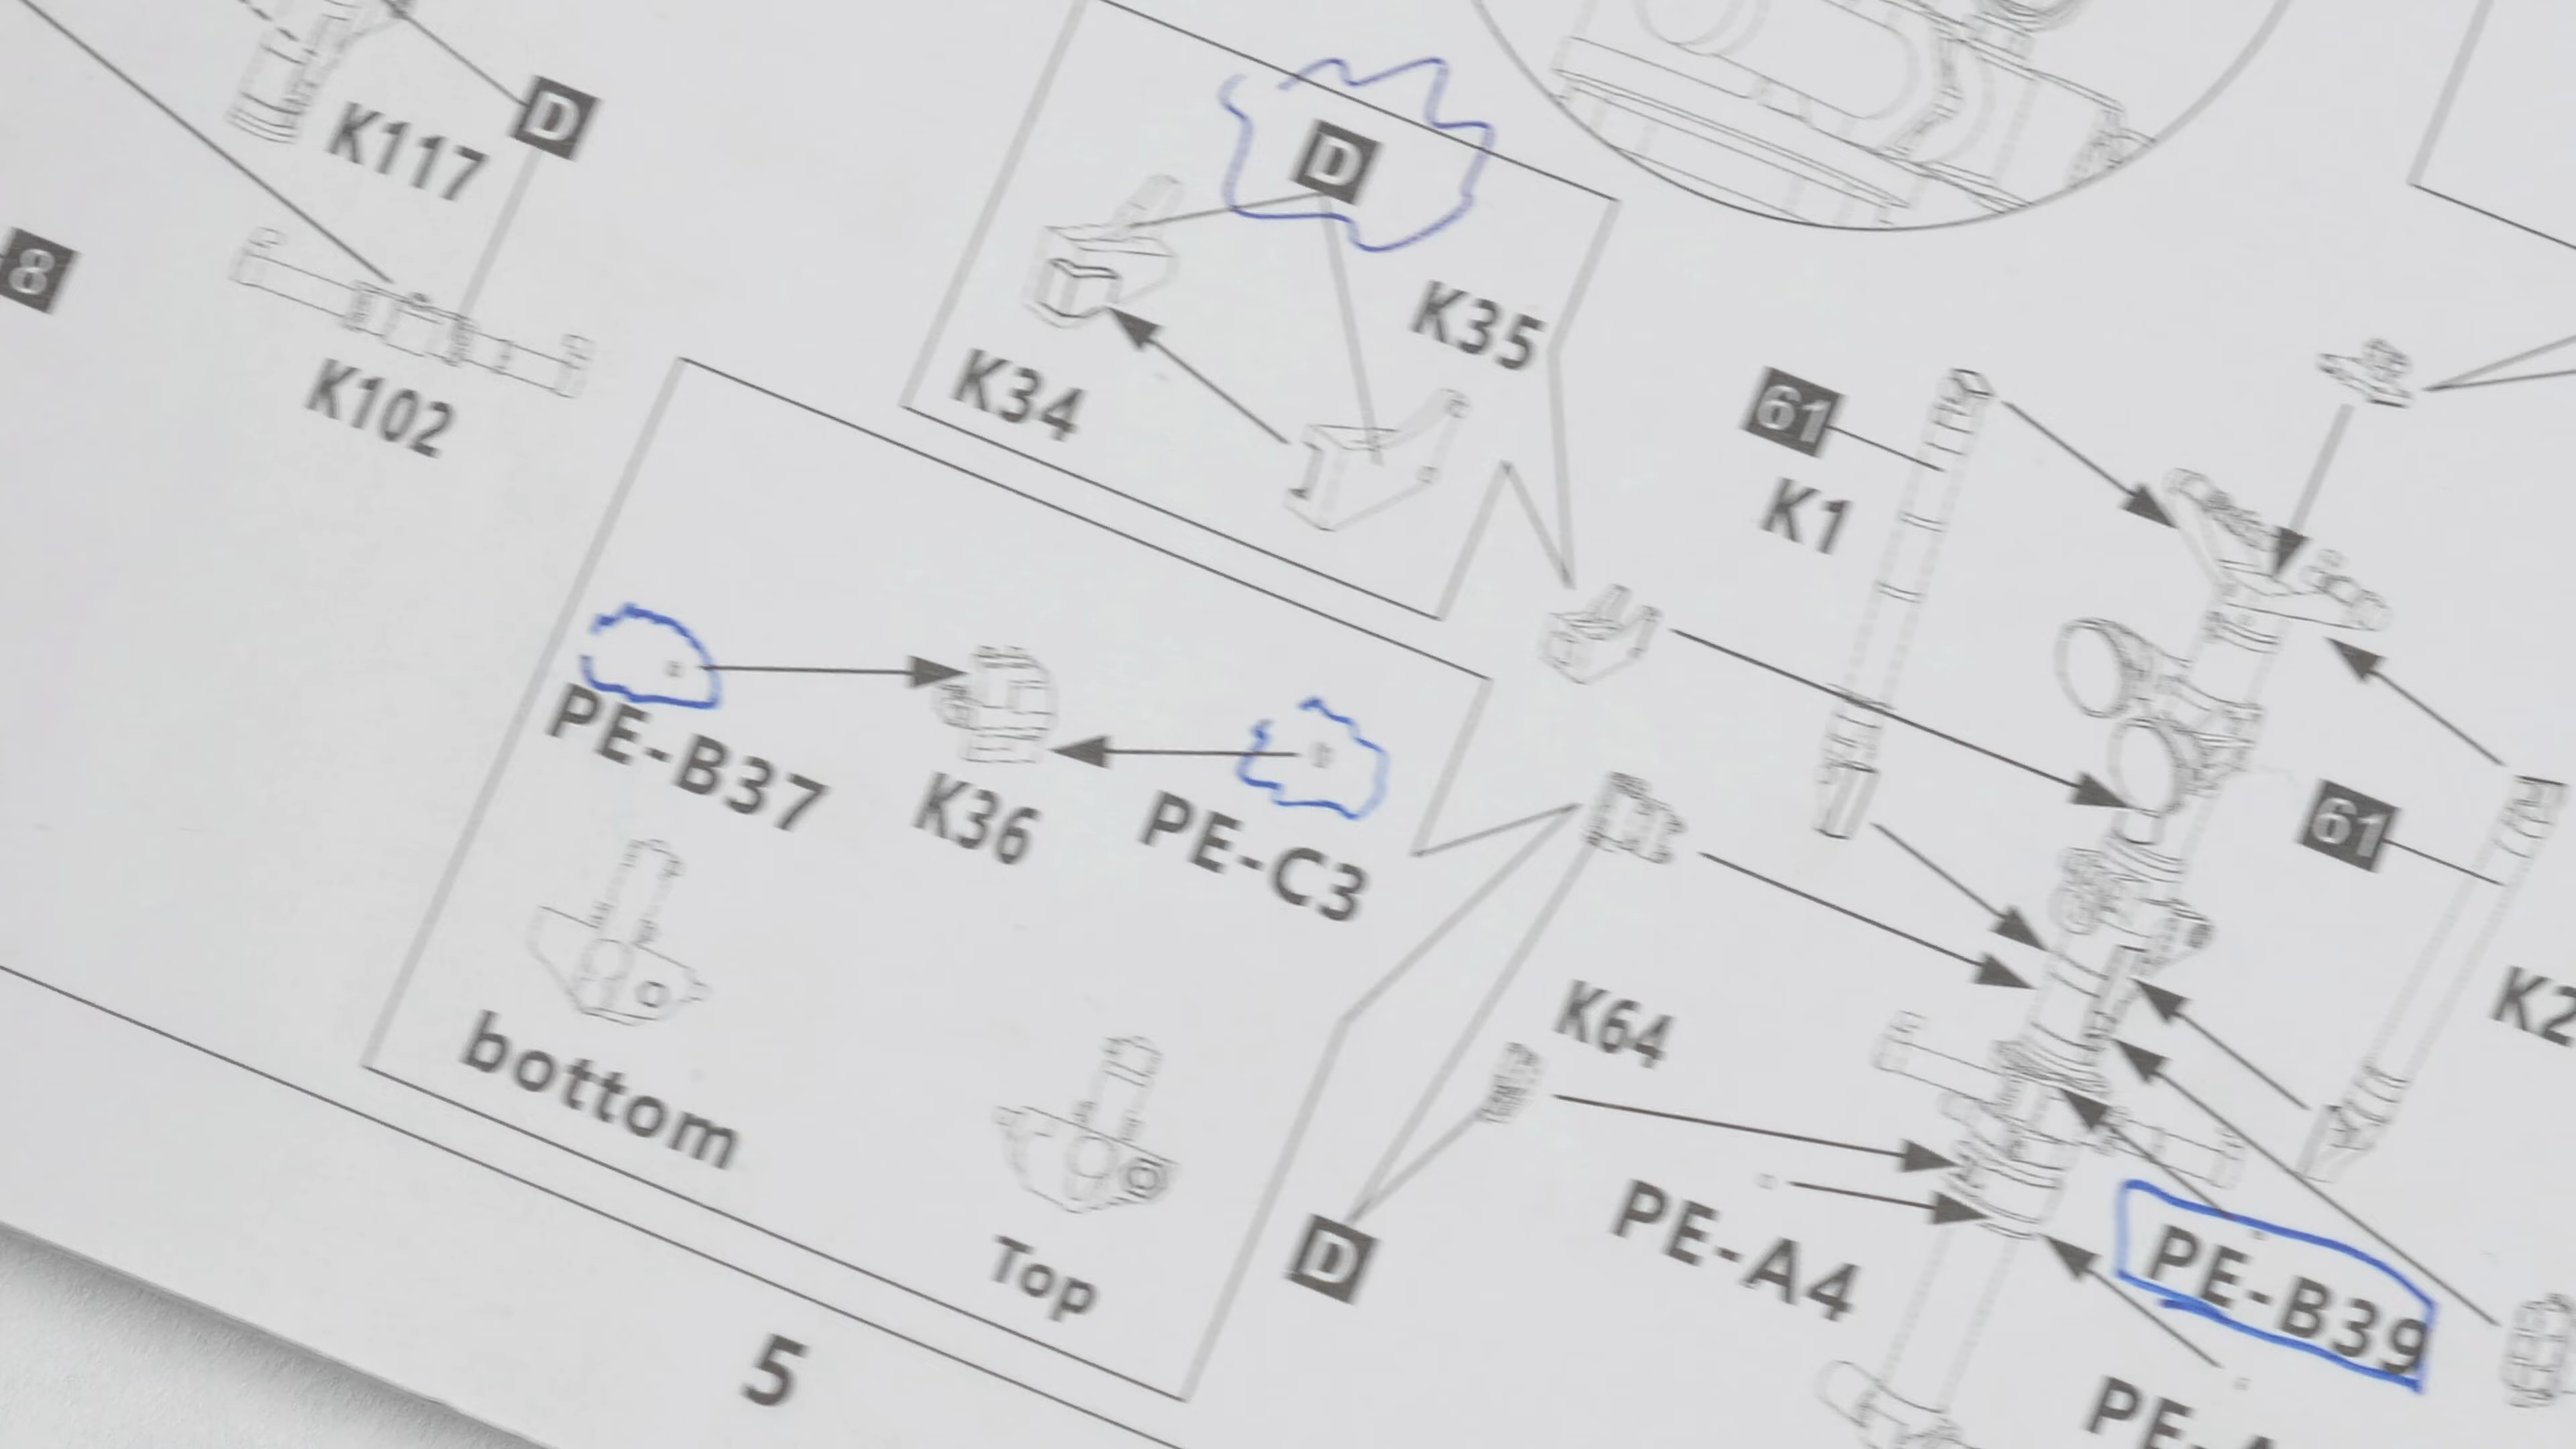 D
K117
8
K102
D
K35
K34
61
K1
PE-B37
K36
PE-C3
61
bottom
Top
K64
K2
D
PE-A4
PE-B39
5